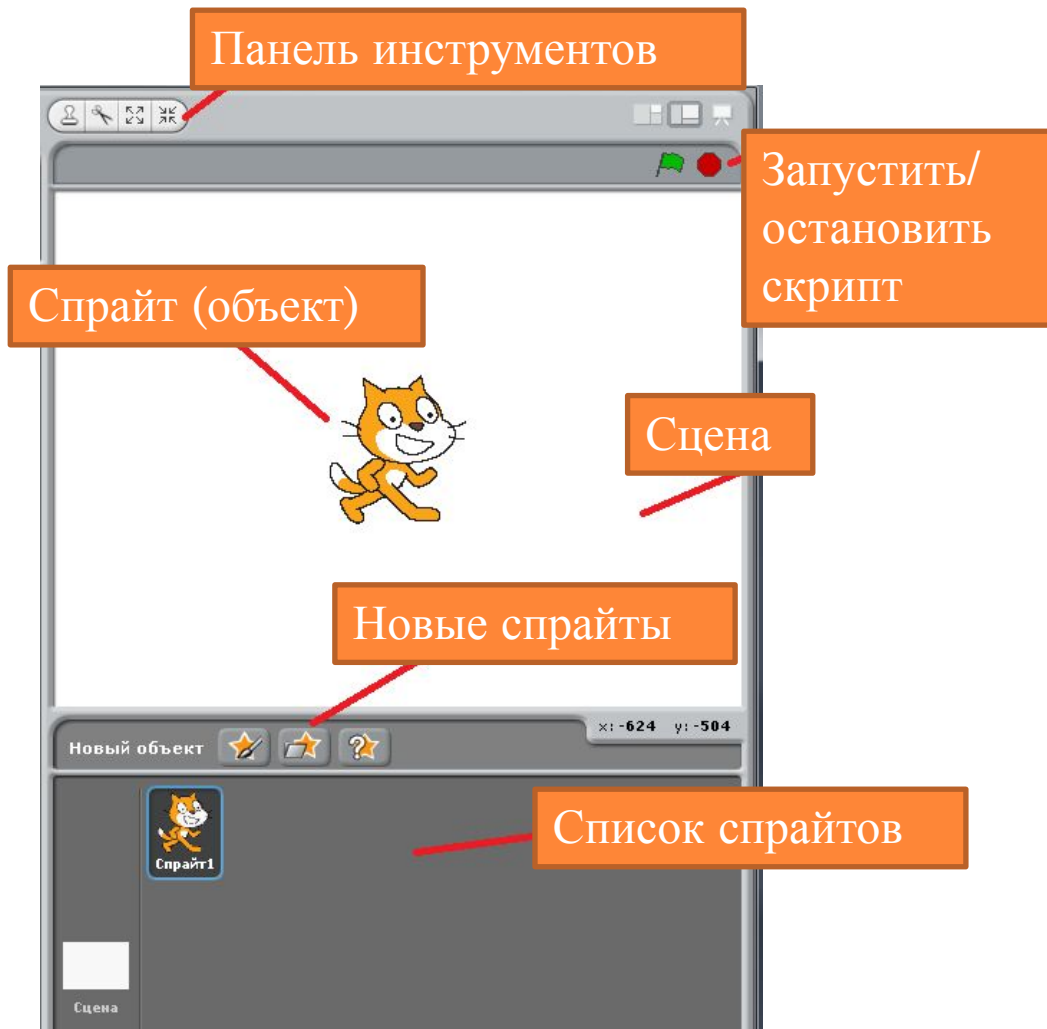 Панель инструментов
Запустить/
остановить
скрипт
Спрайт (объект)
Сцена
Новые спрайты
x: -624 y: -504
Новый объект
Список спрайтов
Спрайт1
Сцена